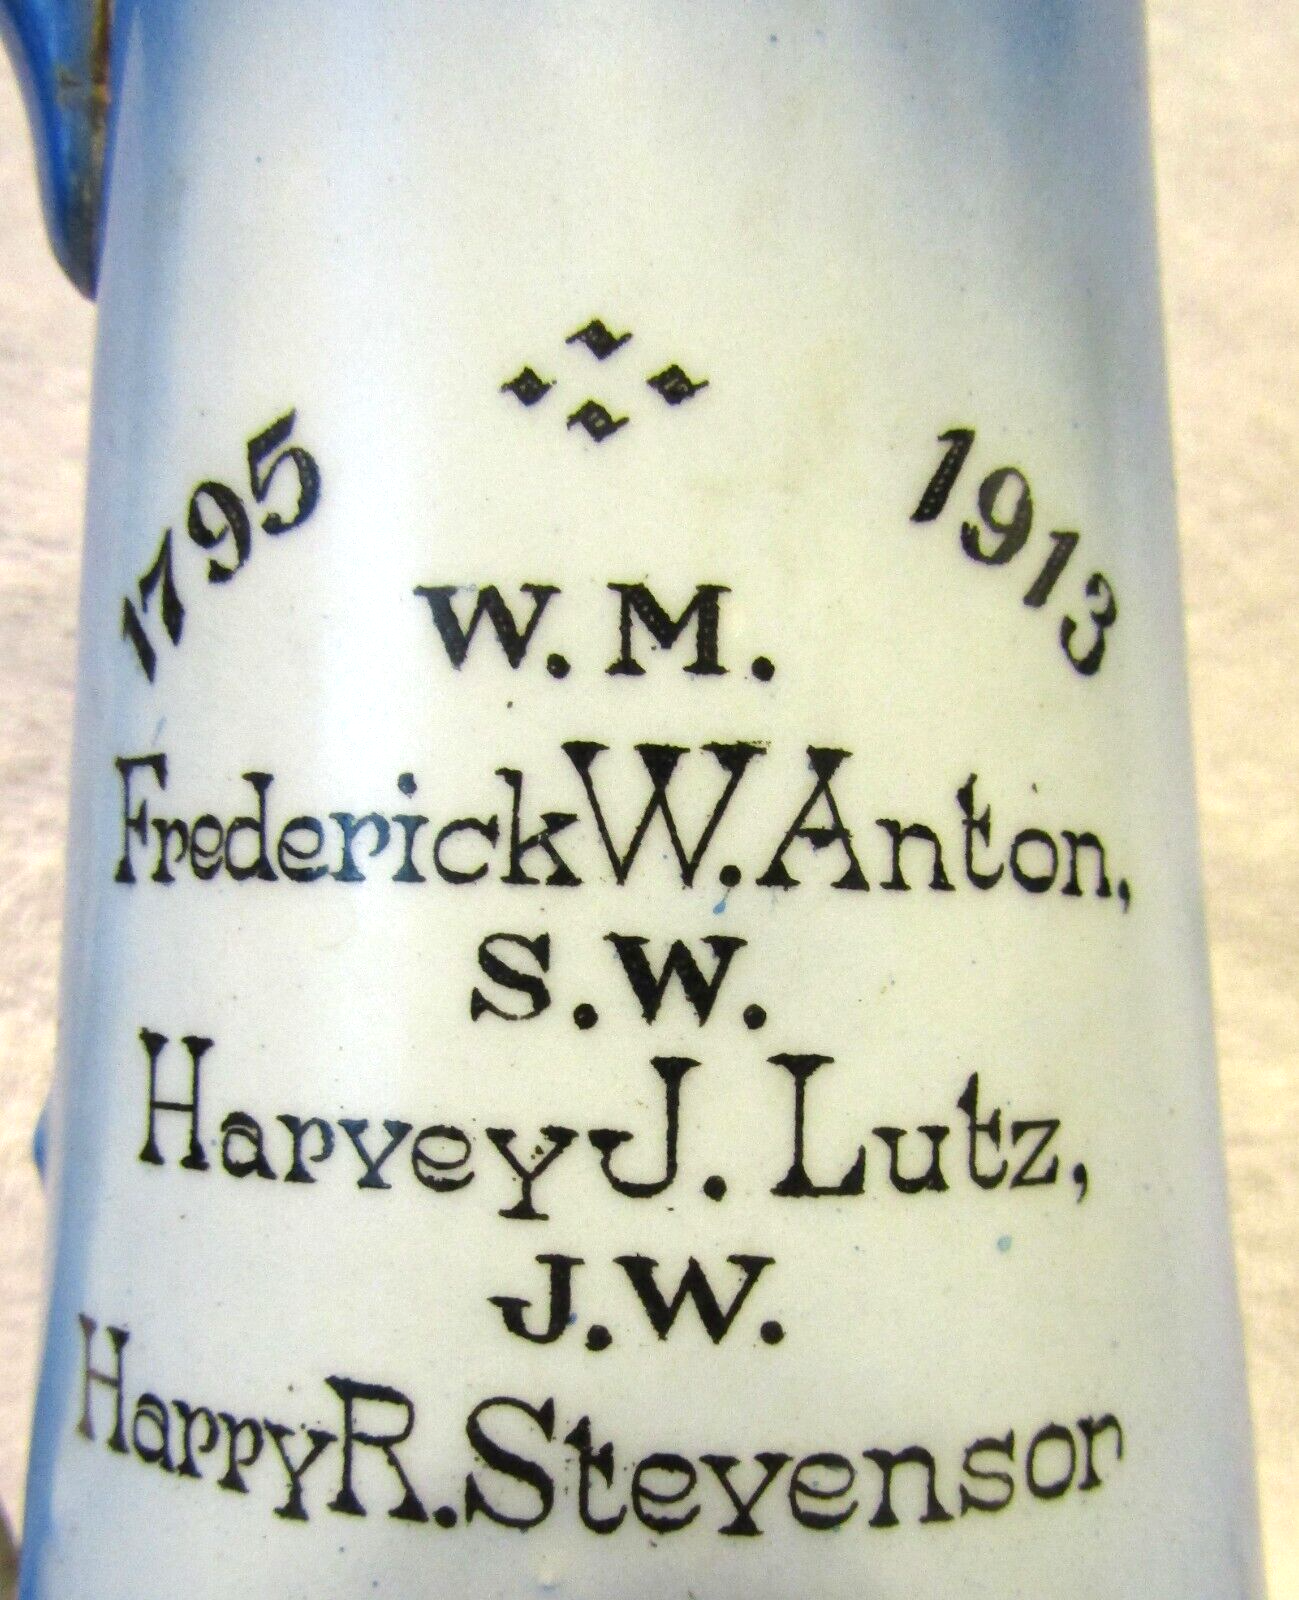 1795 1913
W. M.
Frederick W. Anton,
S. W.
Harvey J. Lutz,
J. W.
Harry R. Stevenson